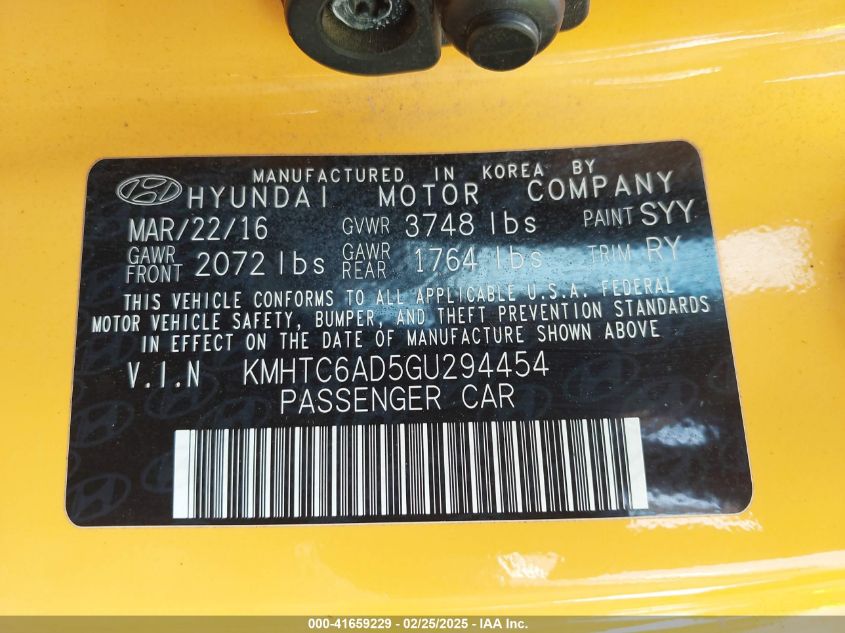 MANUFACTURED IN KOREA BY
HYUNDAI MOTOR COMPANY
MAR/22/16 GVWR 3748 lbs PAINT SYY
GAWR FRONT 2072 lbs GAWR REAR 1764 lbs TRIM RY
THIS VEHICLE CONFORMS TO ALL APPLICABLE U.S.A. FEDERAL
MOTOR VEHICLE SAFETY, BUMPER, AND THEFT PREVENTION STANDARDS
IN EFFECT ON THE DATE OF MANUFACTURE SHOWN ABOVE
V.I.N KMHTC6AD5GU294454
PASSENGER CAR
000-41659229 - 02/25/2025 - IAA Inc.